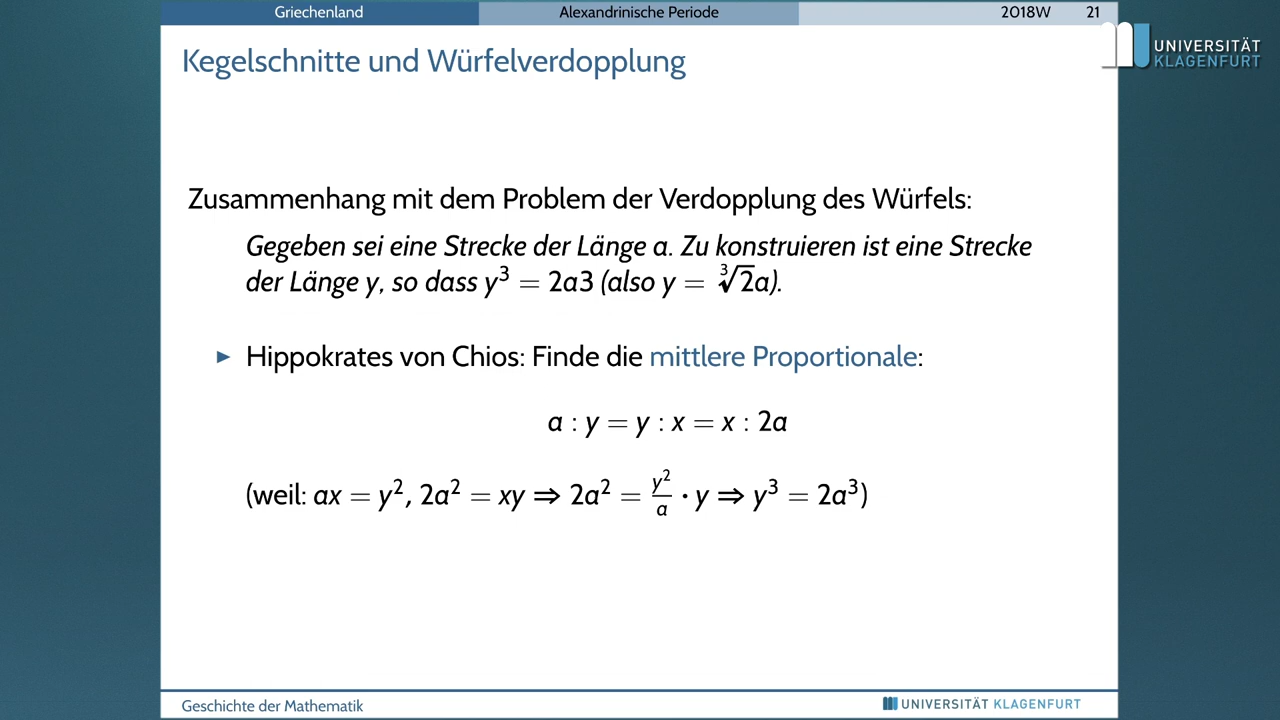 Griechenland Alexandrinische Periode 2018W 21
UNIVERSITÄT
KLAGENFURT
Kegelschnitte und Würfelverdopplung
Zusammenhang mit dem Problem der Verdopplung des Würfels:
Gegeben sei eine Strecke der Länge a. Zu konstruieren ist eine Strecke
der Länge y, so dass y³ = 2a3 (also y = ∛2a).
▶ Hippokrates von Chios: Finde die mittlere Proportionale:
a : y = y : x = x : 2a
(weil: ax = y², 2a² = xy ⇒ 2a² = y²/a · y ⇒ y³ = 2a³)
Geschichte der Mathematik UNIVERSITÄT KLAGENFURT